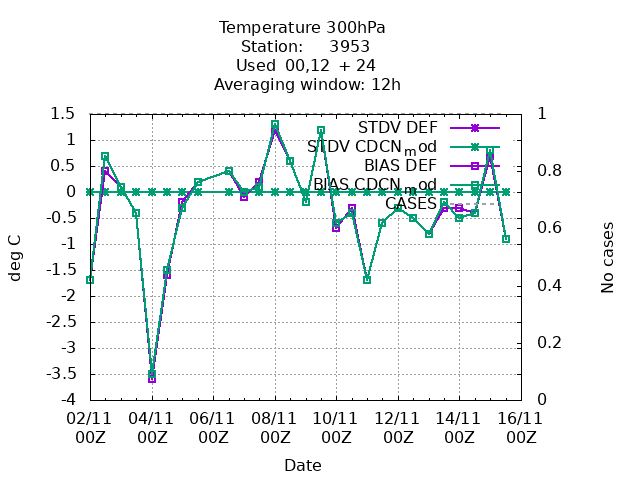 Temperature 300hPa
Station: 3953
Used 00,12 + 24
Averaging window: 12h
1.5
1
0.5
0
-0.5
-1
-1.5
-2
-2.5
-3
-3.5
-4
deg C
STDV DEF
STDV CDCNmod
BIAS DEF
BIAS CDCNmod
CASES
1
0.8
0.6
0.4
0.2
0
No cases
02/11 04/11 06/11 08/11 10/11 12/11 14/11 16/11
00Z 00Z 00Z 00Z 00Z 00Z 00Z 00Z
Date